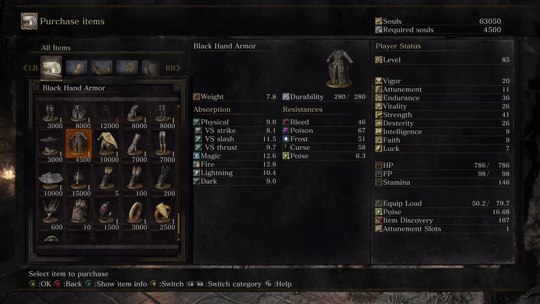 Purchase items
Souls 63050
Required souls 4500
All Items
LB RB
Black Hand Armor
3000 8000 12000 8000 8000
3000 4500 10000 7000 7000
10000 15000 5 100 200
600 10 1500 3000 2500
Black Hand Armor
Weight 7.8 Durability 280/ 280
Absorption Resistances
Physical 9.0 Bleed 46
VS strike 8.1 Poison 67
VS slash 11.5 Frost 51
VS thrust 9.7 Curse 58
Magic 12.6 Poise 6.3
Fire 12.8
Lightning 10.4
Dark 9.0
Player Status
Level 85
Vigor 20
Attunement 11
Endurance 30
Vitality 26
Strength 41
Dexterity 26
Intelligence 9
Faith 9
Luck 7
HP 786/ 786
FP 98/ 98
Stamina 146
Equip Load 50.2/ 79.7
Poise 16.68
Item Discovery 107
Attunement Slots 1
Select item to purchase
:OK :Back :Show item info :Switch :Switch category :Help